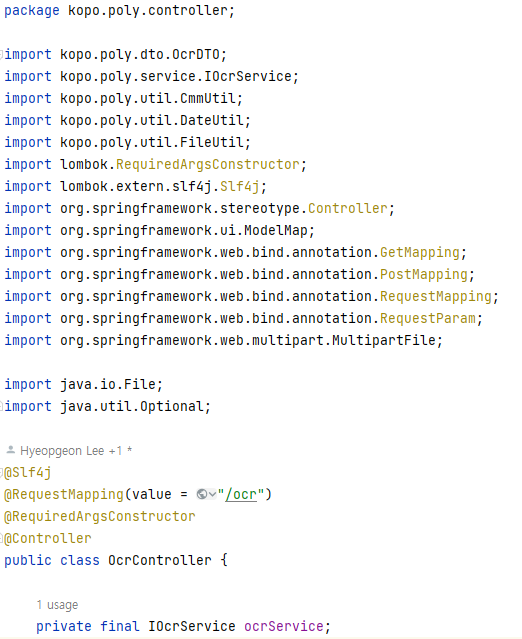 package kopo.poly.controller;
import kopo.poly.dto.OcrDTO;
import kopo.poly.service.IOcrService;
import kopo.poly.util.CmmUtil;
import kopo.poly.util.DateUtil;
import kopo.poly.util.FileUtil;
import lombok.RequiredArgsConstructor;
import lombok.extern.slf4j.Slf4j;
import org.springframework.stereotype.Controller;
import org.springframework.ui.ModelMap;
import org.springframework.web.bind.annotation.GetMapping;
import org.springframework.web.bind.annotation.PostMapping;
import org.springframework.web.bind.annotation.RequestMapping;
import org.springframework.web.bind.annotation.RequestParam;
import org.springframework.web.multipart.MultipartFile;
import java.io.File;
import java.util.Optional;
Hyeopgeon Lee +1 *
@Slf4j
@RequestMapping(value = "/ocr")
@RequiredArgsConstructor
@Controller
public class OcrController {
1 usage
private final IOcrService ocrService;